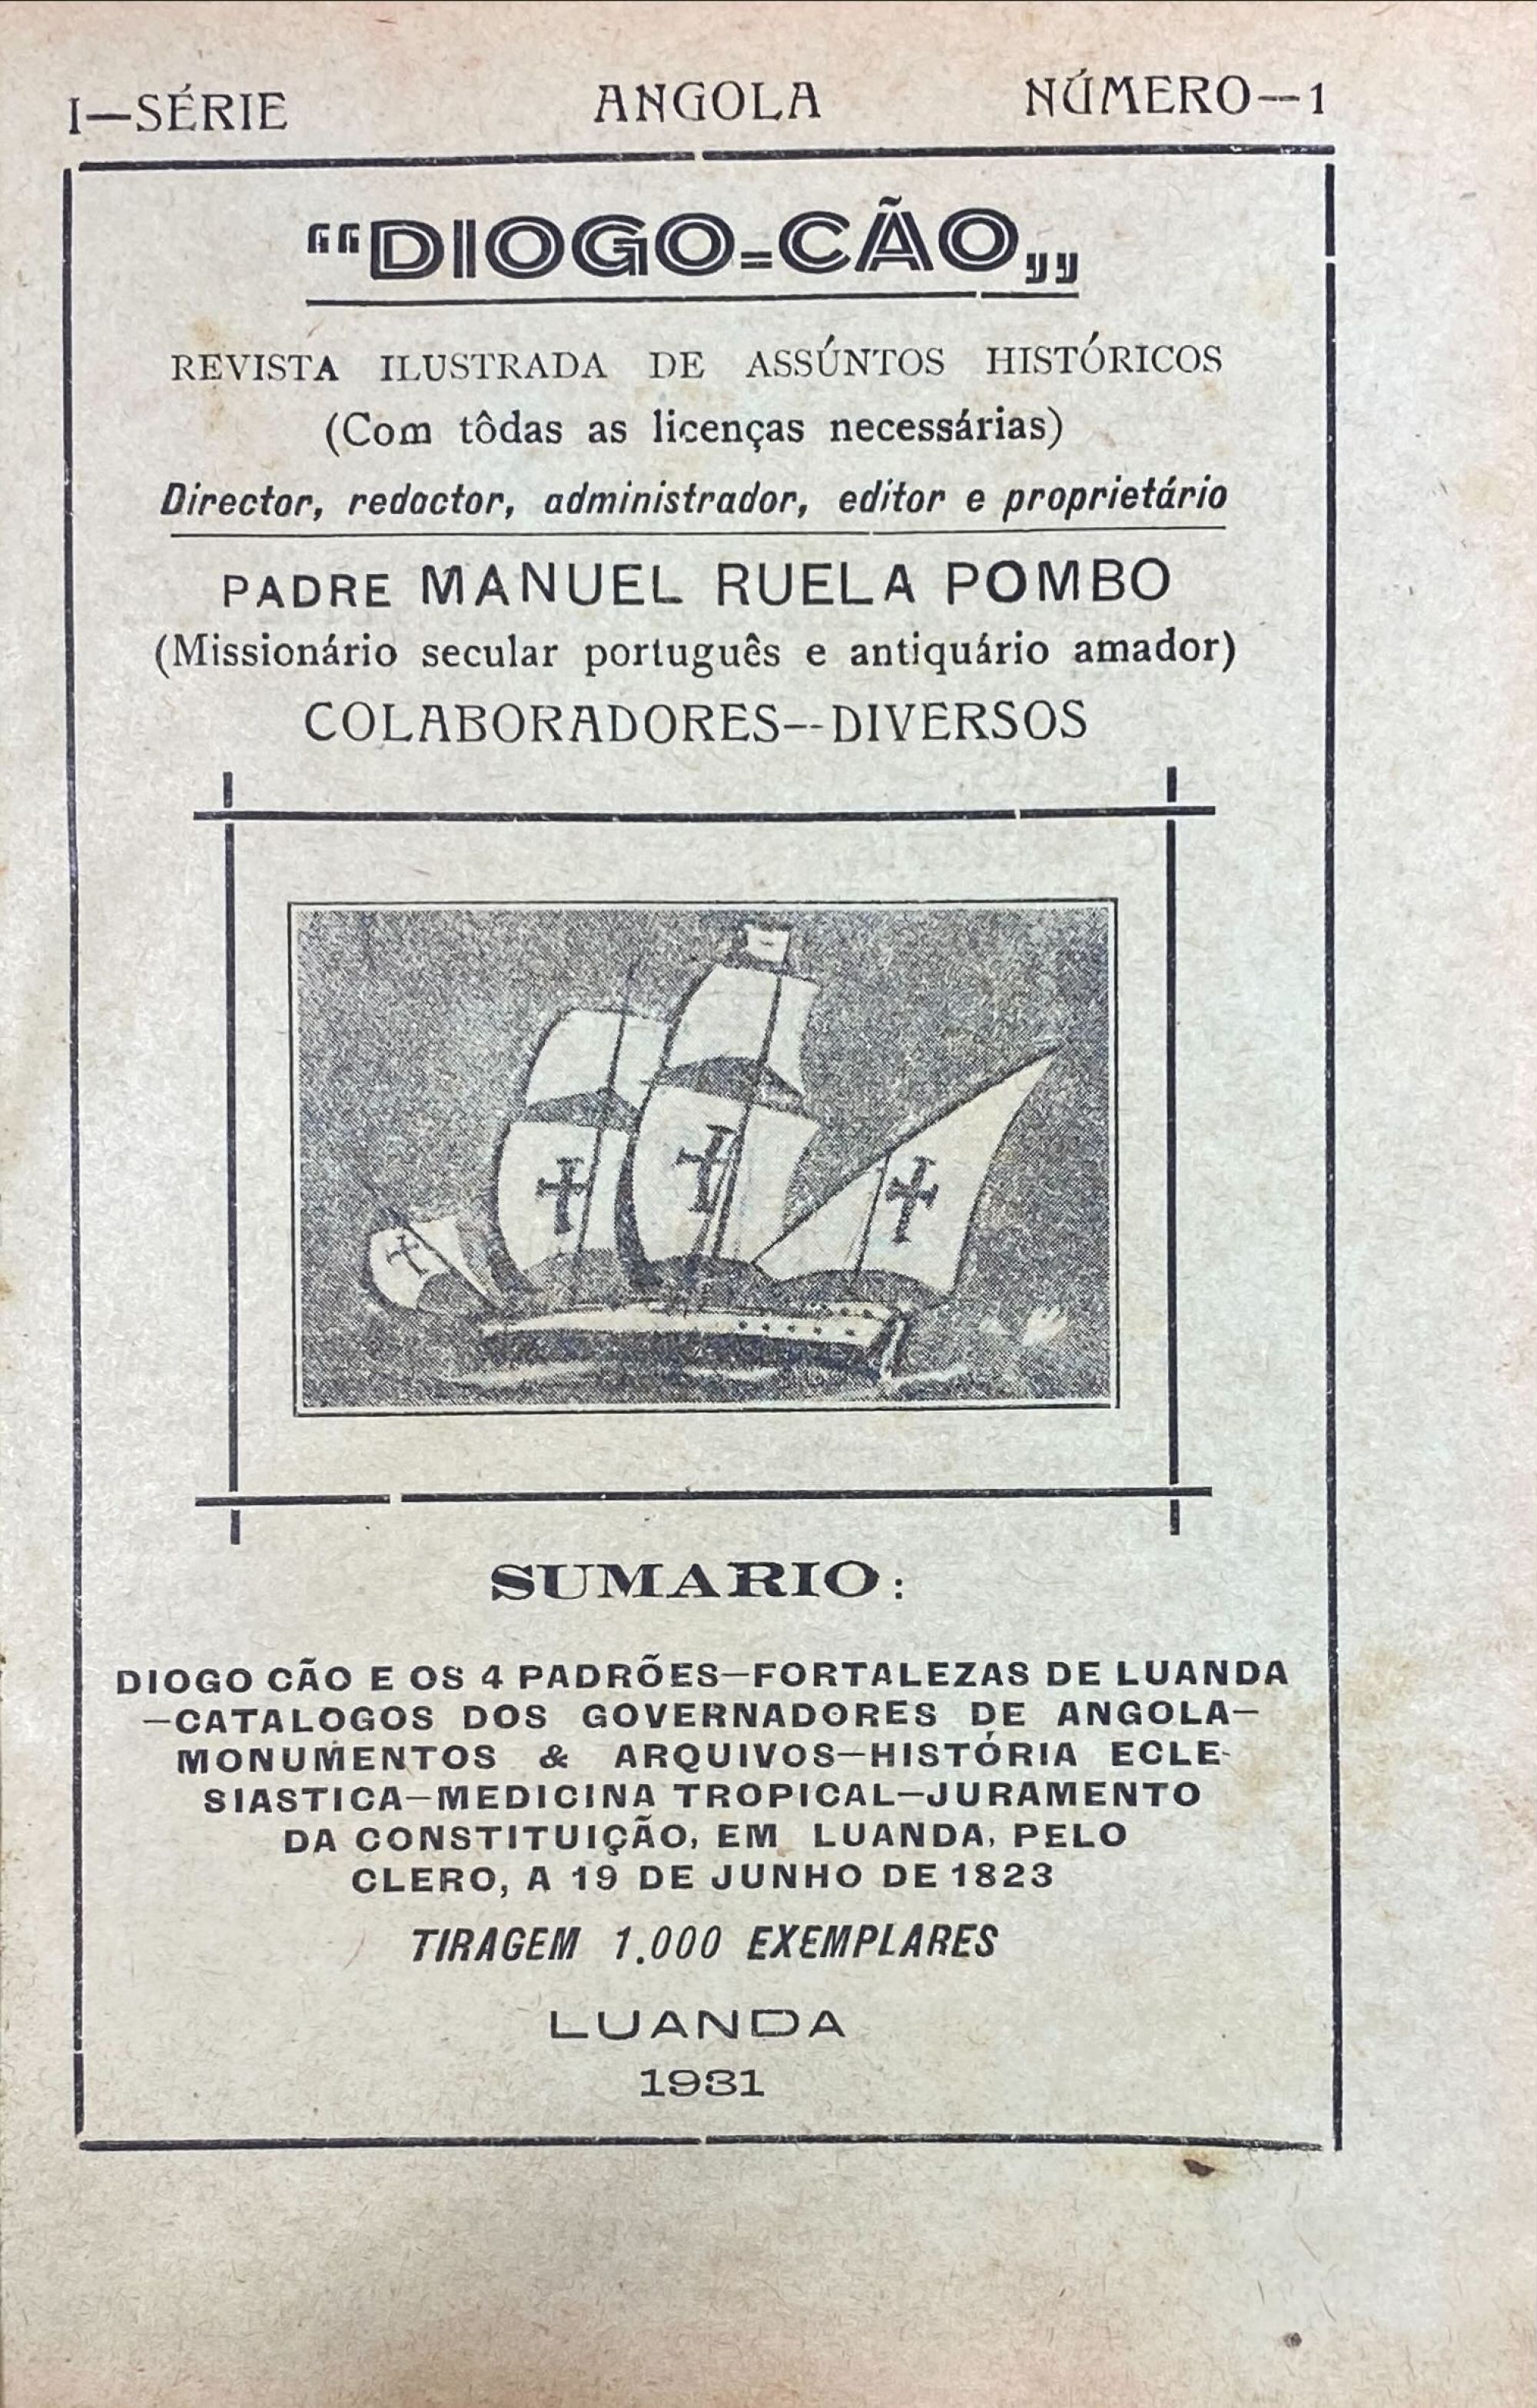 I—SÉRIE ANGOLA NÚMERO—1
"DIOGO=CÃO„
REVISTA ILUSTRADA DE ASSÚNTOS HISTÓRICOS
(Com tôdas as licenças necessárias)
Director, redactor, administrador, editor e proprietário
PADRE MANUEL RUELA POMBO
(Missionário secular português e antiquário amador)
COLABORADORES--DIVERSOS
SUMARIO:
DIOGO CÃO E OS 4 PADRÕES—FORTALEZAS DE LUANDA
—CATALOGOS DOS GOVERNADORES DE ANGOLA—
MONUMENTOS & ARQUIVOS—HISTÓRIA ECLE-
SIASTICA—MEDICINA TROPICAL—JURAMENTO
DA CONSTITUIÇÃO, EM LUANDA, PELO
CLERO, A 19 DE JUNHO DE 1823
TIRAGEM 1.000 EXEMPLARES
LUANDA
1931